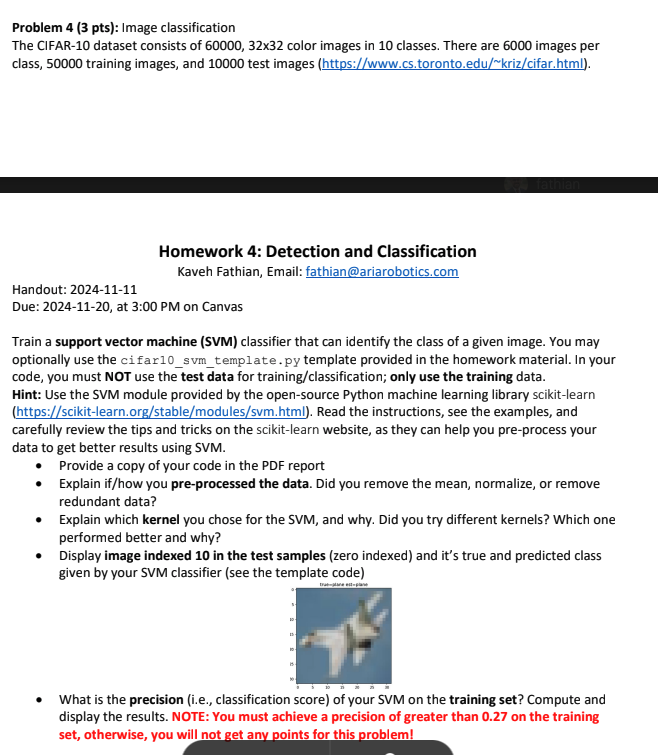 Problem 4 (3 pts): Image classification
The CIFAR-10 dataset consists of 60000, 32x32 color images in 10 classes. There are 6000 images per
class, 50000 training images, and 10000 test images (https://www.cs.toronto.edu/~kriz/cifar.html).
Homework 4: Detection and Classification
Kaveh Fathian, Email: fathian@ariarobotics.com
Handout: 2024-11-11
Due: 2024-11-20, at 3:00 PM on Canvas
Train a support vector machine (SVM) classifier that can identify the class of a given image. You may
optionally use the cifar10_svm_template.py template provided in the homework material. In your
code, you must NOT use the test data for training/classification; only use the training data.
Hint: Use the SVM module provided by the open-source Python machine learning library scikit-learn
(https://scikit-learn.org/stable/modules/svm.html). Read the instructions, see the examples, and
carefully review the tips and tricks on the scikit-learn website, as they can help you pre-process your
data to get better results using SVM.
• Provide a copy of your code in the PDF report
• Explain if/how you pre-processed the data. Did you remove the mean, normalize, or remove
redundant data?
• Explain which kernel you chose for the SVM, and why. Did you try different kernels? Which one
performed better and why?
• Display image indexed 10 in the test samples (zero indexed) and it's true and predicted class
given by your SVM classifier (see the template code)
true=plane est=plane
0
5
10
15
20
25
30
0 5 10 15 20 25 30
• What is the precision (i.e., classification score) of your SVM on the training set? Compute and
display the results. NOTE: You must achieve a precision of greater than 0.27 on the training
set, otherwise, you will not get any points for this problem!